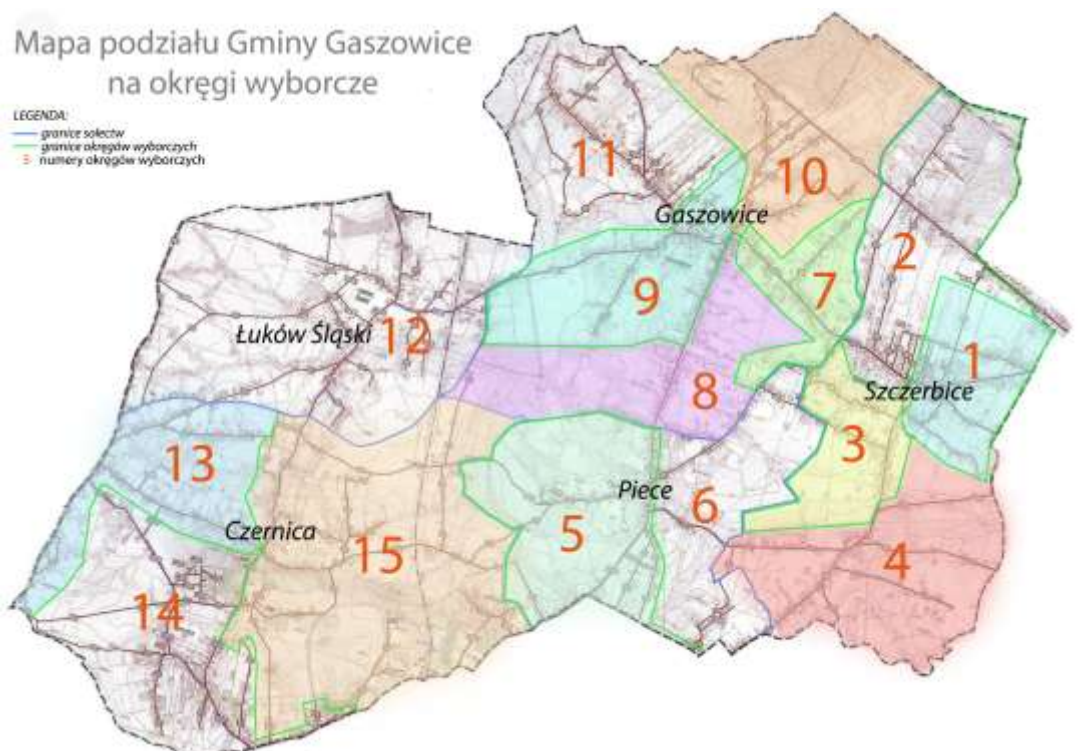 Mapa podziału Gminy Gaszowice
na okręgi wyborcze
LEGENDA:
granice sołectw
granice okręgów wyborczych
5 numery okręgów wyborczych
11
10
Gaszowice
2
9
7
Łuków Śląski
12
1
8
Szczerbice
3
13
Piece
6
Czernica
5
15
4
14